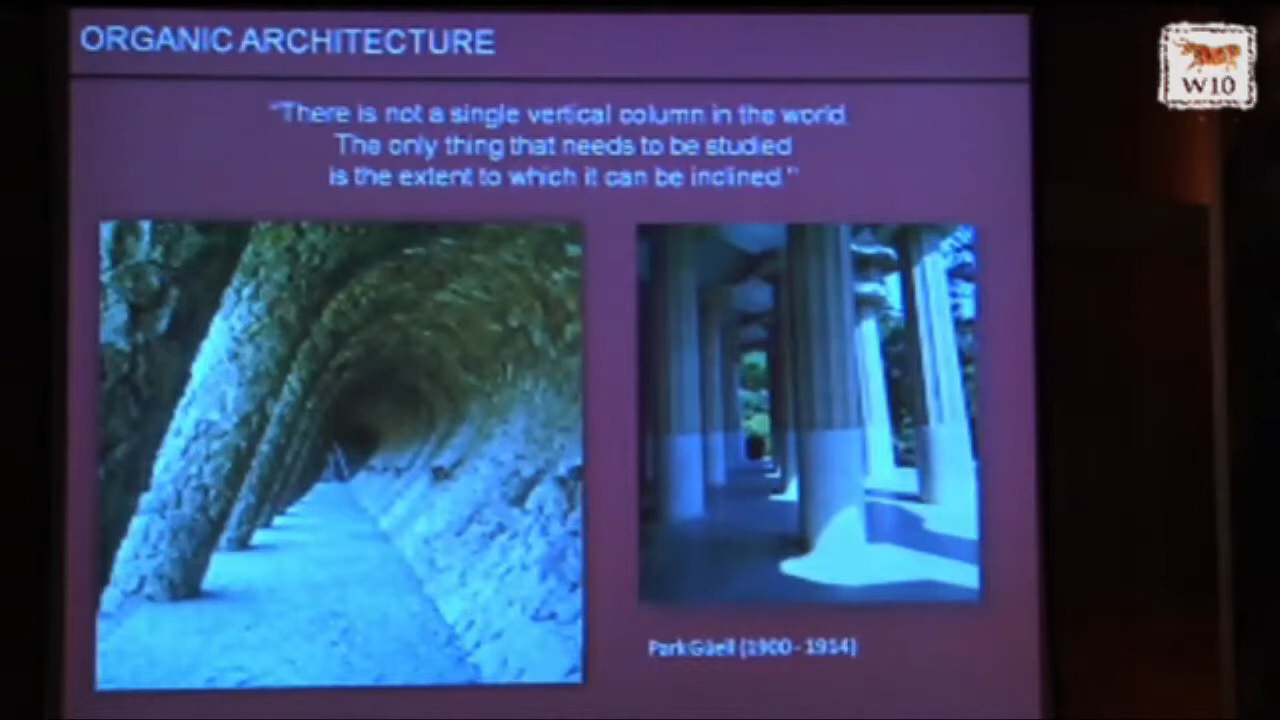 ORGANIC ARCHITECTURE
"There is not a single vertical column in the world.
The only thing that needs to be studied
is the extent to which it can be inclined."
Park Güell (1900 - 1914)
W10